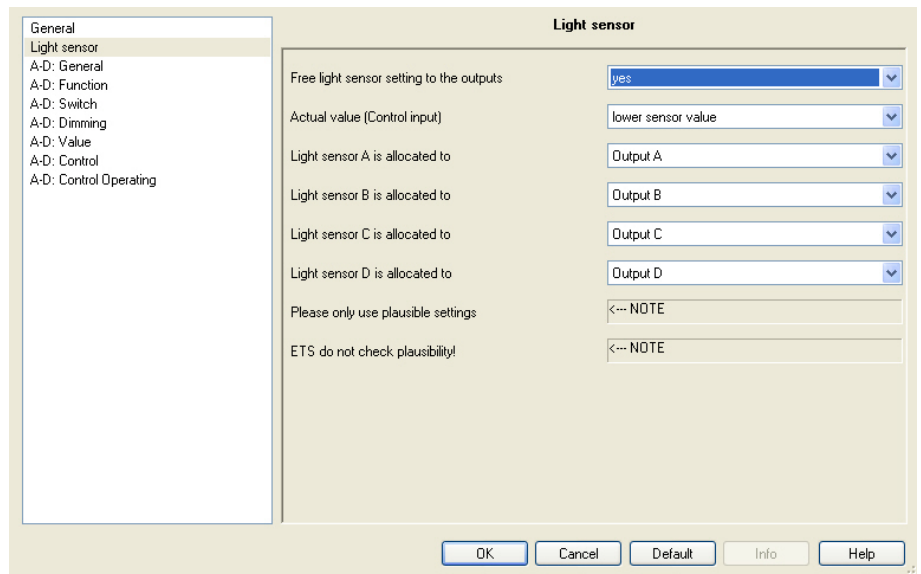 General
Light sensor
A-D: General
A-D: Function
A-D: Switch
A-D: Dimming
A-D: Value
A-D: Control
A-D: Control Operating
Light sensor
Free light sensor setting to the outputs yes
Actual value (Control input) lower sensor value
Light sensor A is allocated to Output A
Light sensor B is allocated to Output B
Light sensor C is allocated to Output C
Light sensor D is allocated to Output D
Please only use plausible settings <--- NOTE
ETS do not check plausibility! <--- NOTE
OK Cancel Default Info Help